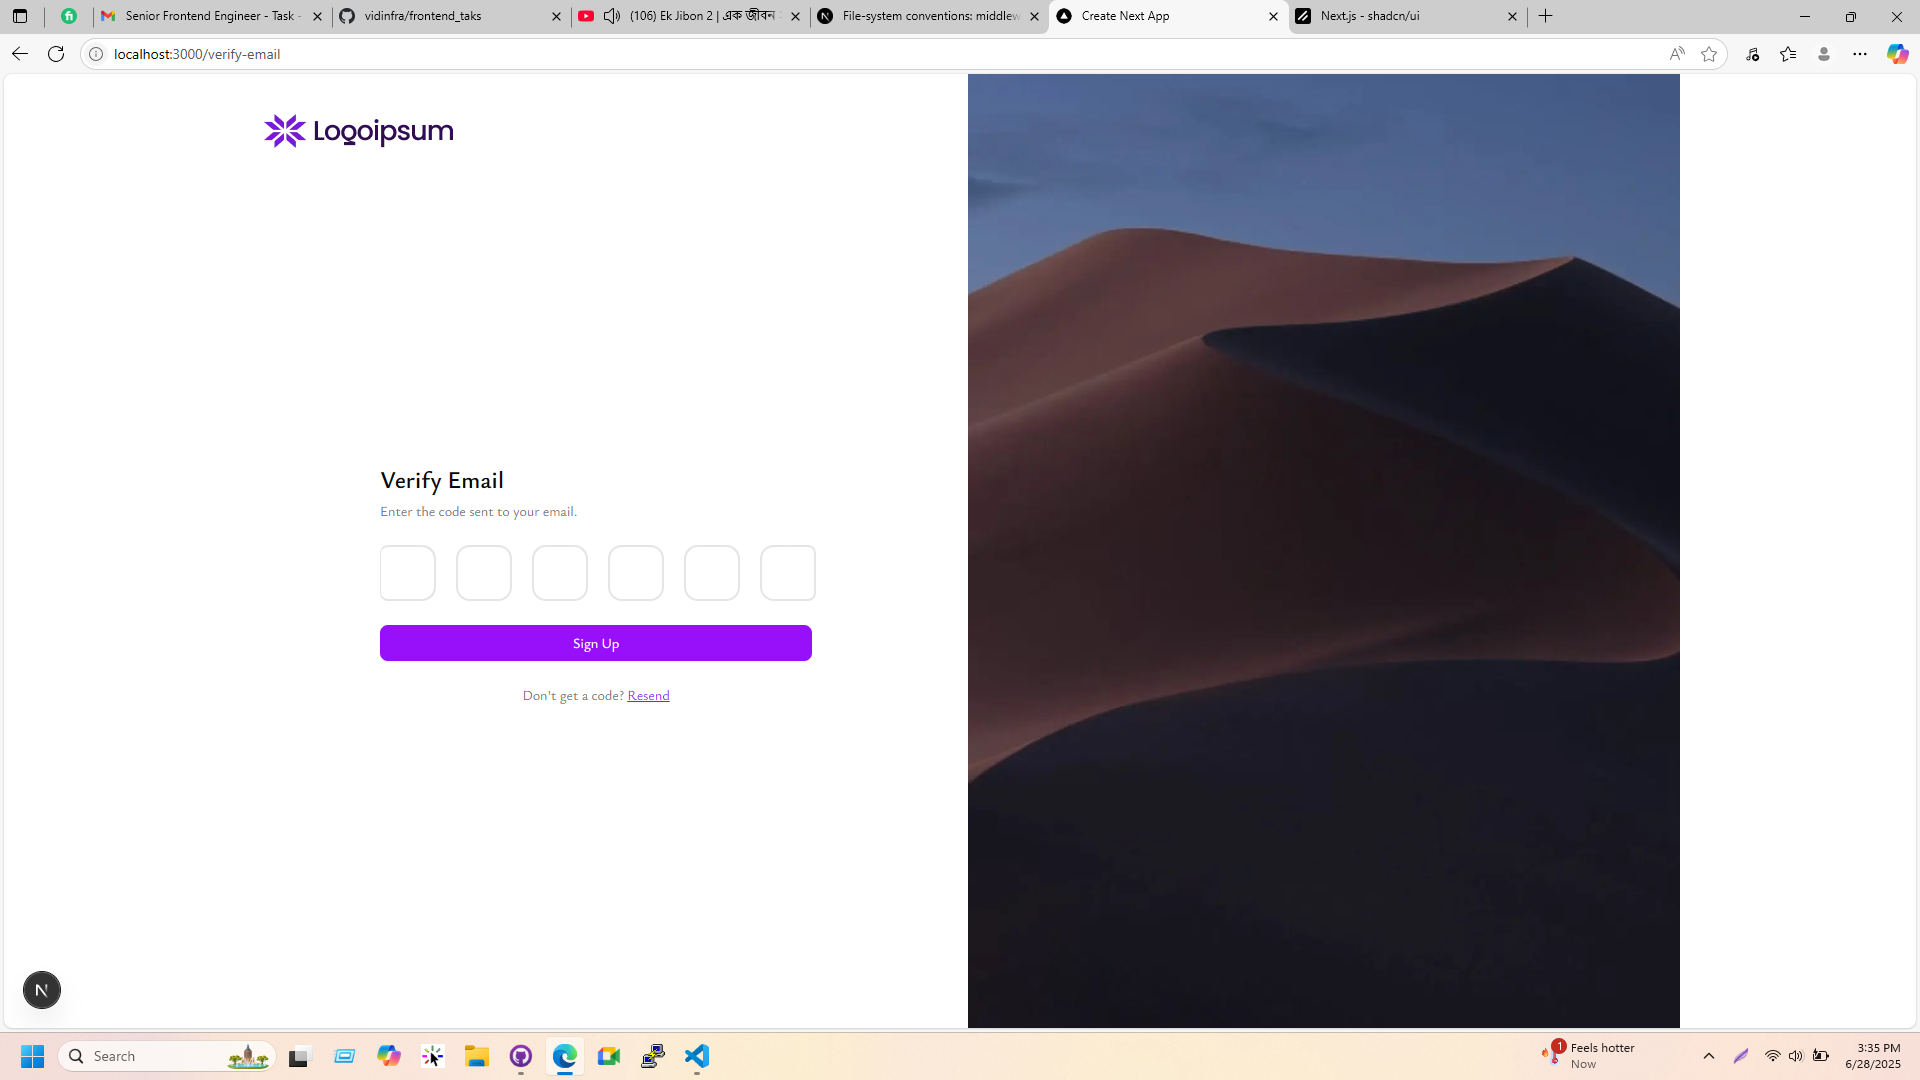 Senior Frontend Engineer - Task -
vidinfra/frontend_taks
(106) Ek Jibon 2 | এক জীবন
File-system conventions: middlew
Create Next App
Next.js - shadcn/ui
localhost:3000/verify-email
Logoipsum
Verify Email
Enter the code sent to your email.
Sign Up
Don't get a code? Resend
N
Search
1
Feels hotter
Now
3:35 PM
6/28/2025